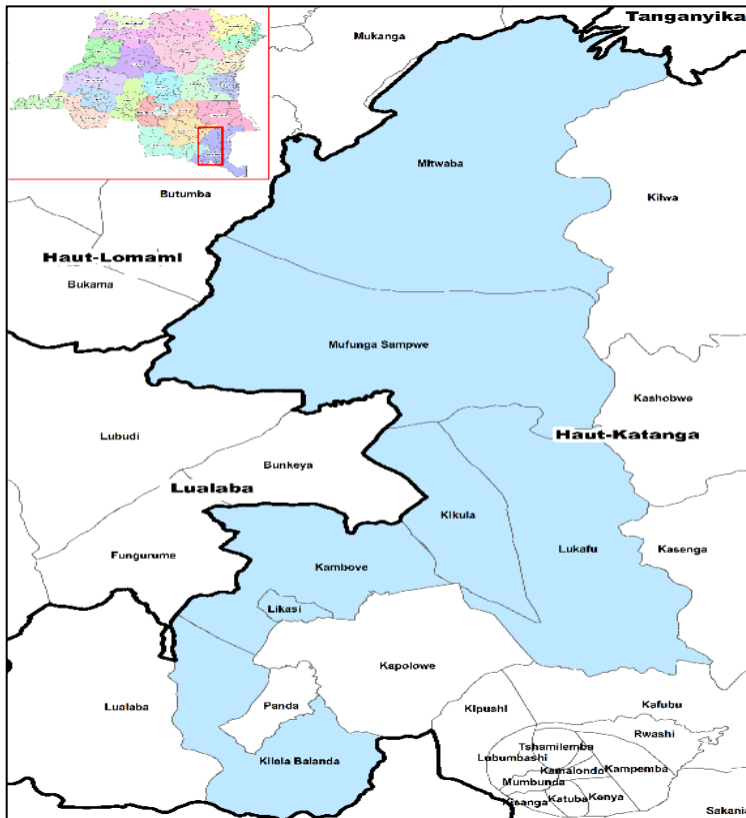 Tanganyika
Mukanga
Mitwaba
Kilwa
Butumba
Haut-Lomami
Bukama
Mufunga Sampwe
Kashobwe
Haut-Katanga
Lubudi
Bunkeya
Lualaba
Kikula
Lukafu
Kasenga
Fungurume
Kambove
Likasi
Kapolowe
Lualaba
Panda
Kipushi
Kafubu
Rwashi
Tshamilemba
Lubumbashi
Kilela Balanda
Kamalondo
Kampemba
Mumbunda
Kisanga
Katuba
Kenya
Sakania